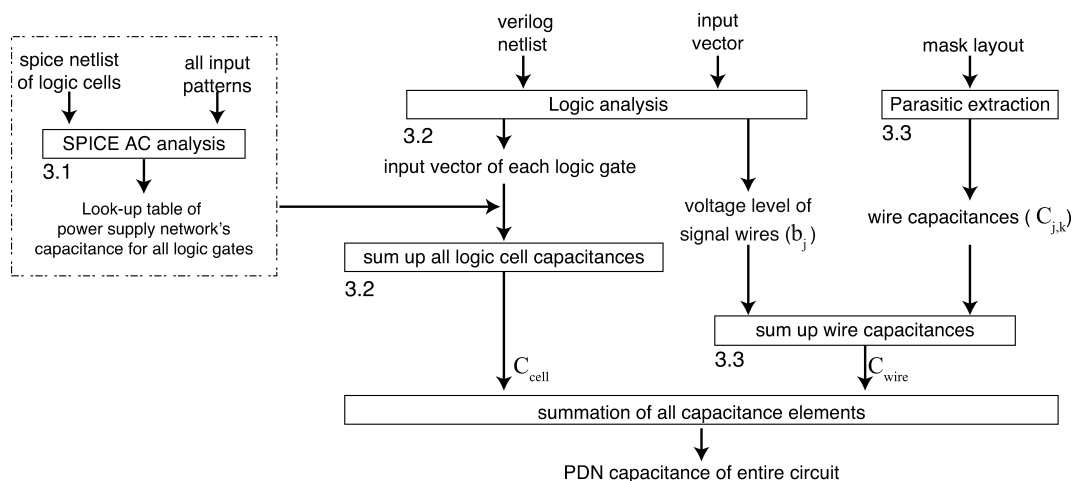 spice netlist
of logic cells
all input
patterns
SPICE AC analysis
3.1
Look-up table of
power supply network's
capacitance for all logic gates
verilog
netlist
input
vector
Logic analysis
3.2
input vector of each logic gate
sum up all logic cell capacitances
3.2
voltage level of
signal wires (bj)
mask layout
Parasitic extraction
3.3
wire capacitances ( Cj,k)
sum up wire capacitances
3.3
Ccell
Cwire
summation of all capacitance elements
PDN capacitance of entire circuit